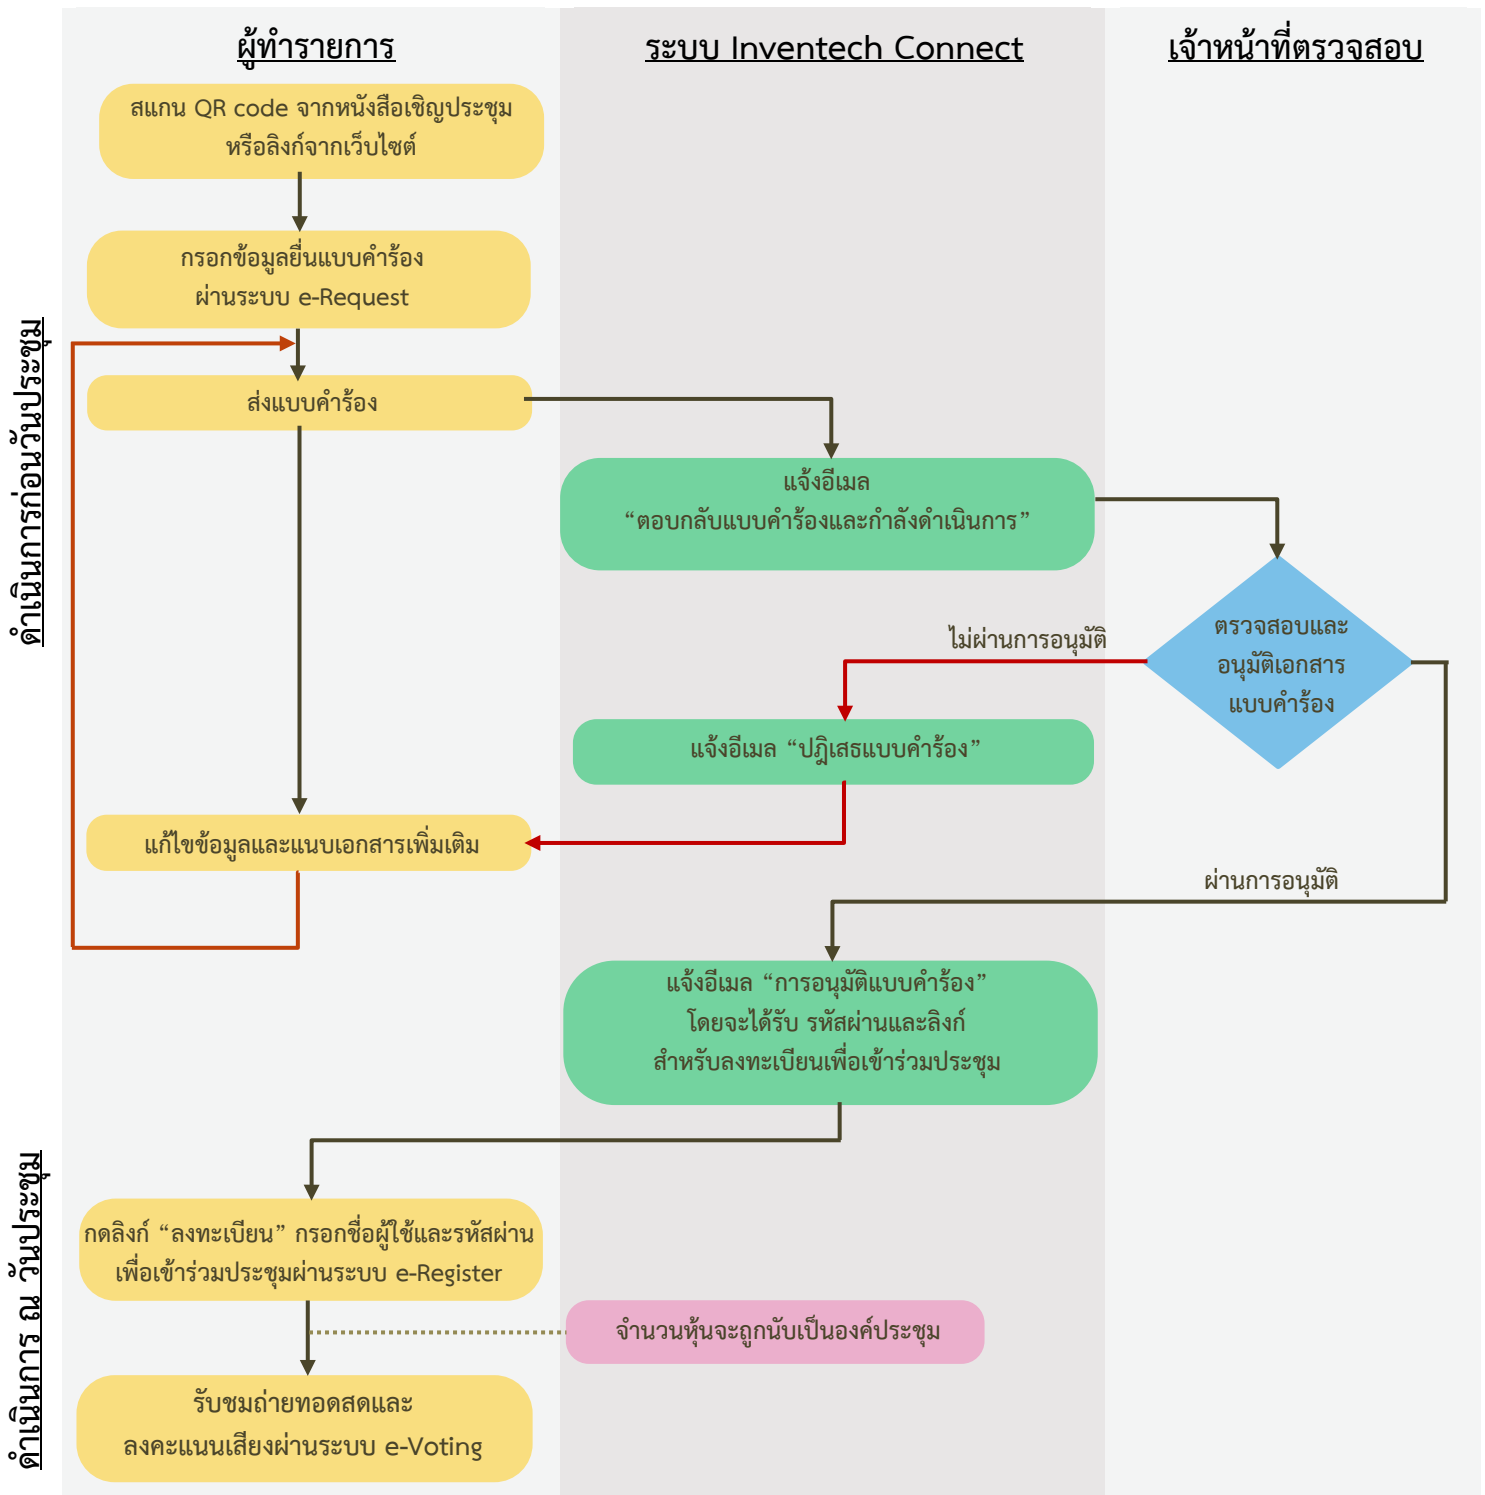 ผู้ทำรายการ
ระบบ Inventech Connect
เจ้าหน้าที่ตรวจสอบ
ดำเนินการก่อนวันประชุม
สแกน QR code จากหนังสือเชิญประชุม
หรือลิงก์จากเว็บไซต์
กรอกข้อมูลยื่นแบบคำร้อง
ผ่านระบบ e-Request
ส่งแบบคำร้อง
แจ้งอีเมล
“ตอบกลับแบบคำร้องและกำลังดำเนินการ”
ตรวจสอบและ
อนุมัติเอกสาร
แบบคำร้อง
ไม่ผ่านการอนุมัติ
แจ้งอีเมล “ปฎิเสธแบบคำร้อง”
แก้ไขข้อมูลและแนบเอกสารเพิ่มเติม
ผ่านการอนุมัติ
แจ้งอีเมล “การอนุมัติแบบคำร้อง”
โดยจะได้รับ รหัสผ่านและลิงก์
สำหรับลงทะเบียนเพื่อเข้าร่วมประชุม
ดำเนินการ ณ วันประชุม
กดลิงก์ “ลงทะเบียน” กรอกชื่อผู้ใช้และรหัสผ่าน
เพื่อเข้าร่วมประชุมผ่านระบบ e-Register
จำนวนหุ้นจะถูกนับเป็นองค์ประชุม
รับชมถ่ายทอดสดและ
ลงคะแนนเสียงผ่านระบบ e-Voting